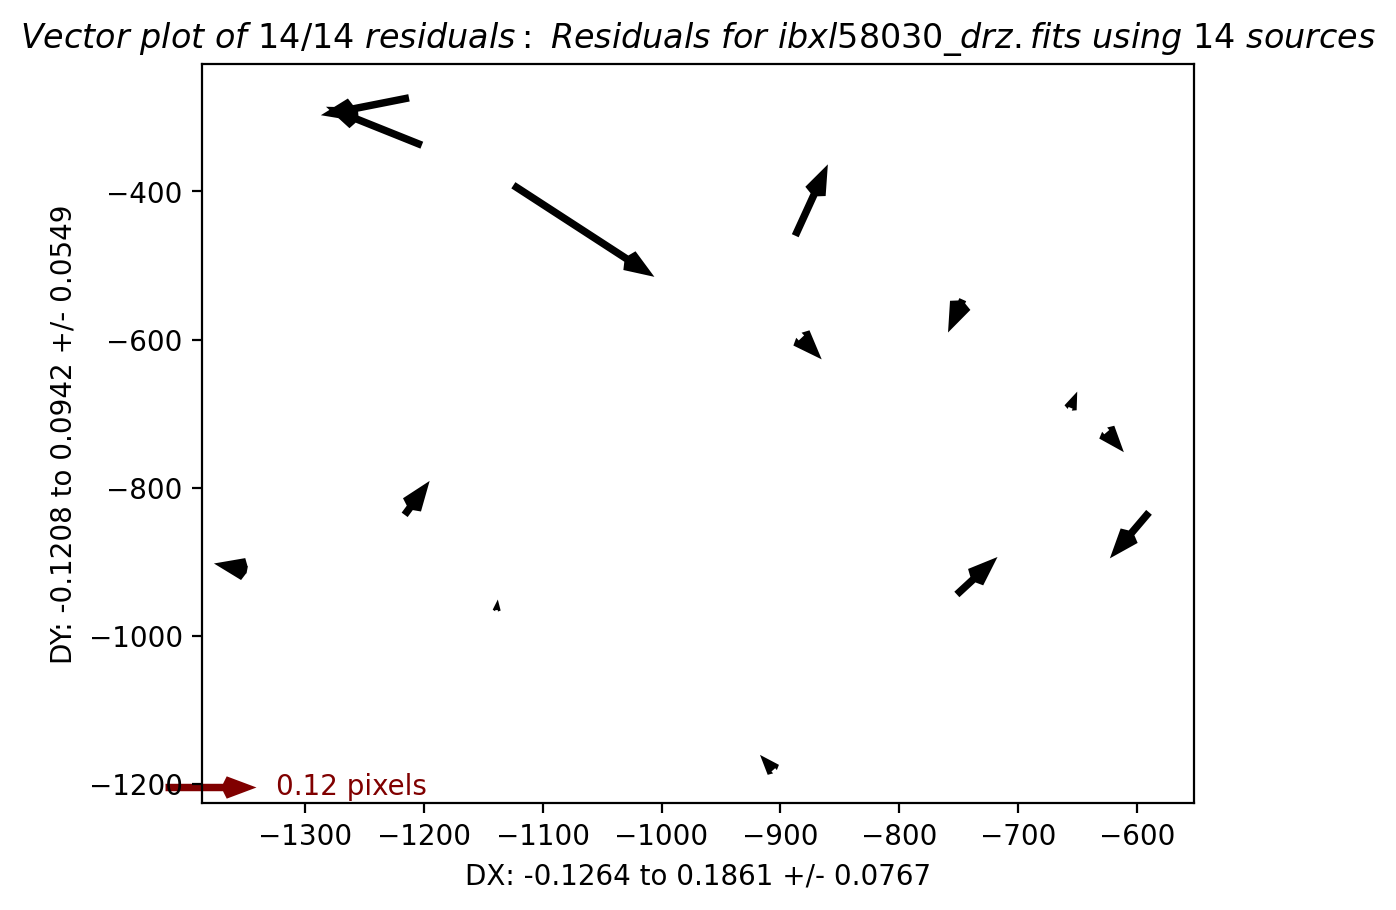 Vector plot of 14/14 residuals : Residuals for ibxl58030_drz.fits using 14 sources
DY: -0.1208 to 0.0942 +/- 0.0549
−400
−600
−800
−1000
−1200
0.12 pixels
−1300 −1200 −1100 −1000 −900 −800 −700 −600
DX: -0.1264 to 0.1861 +/- 0.0767